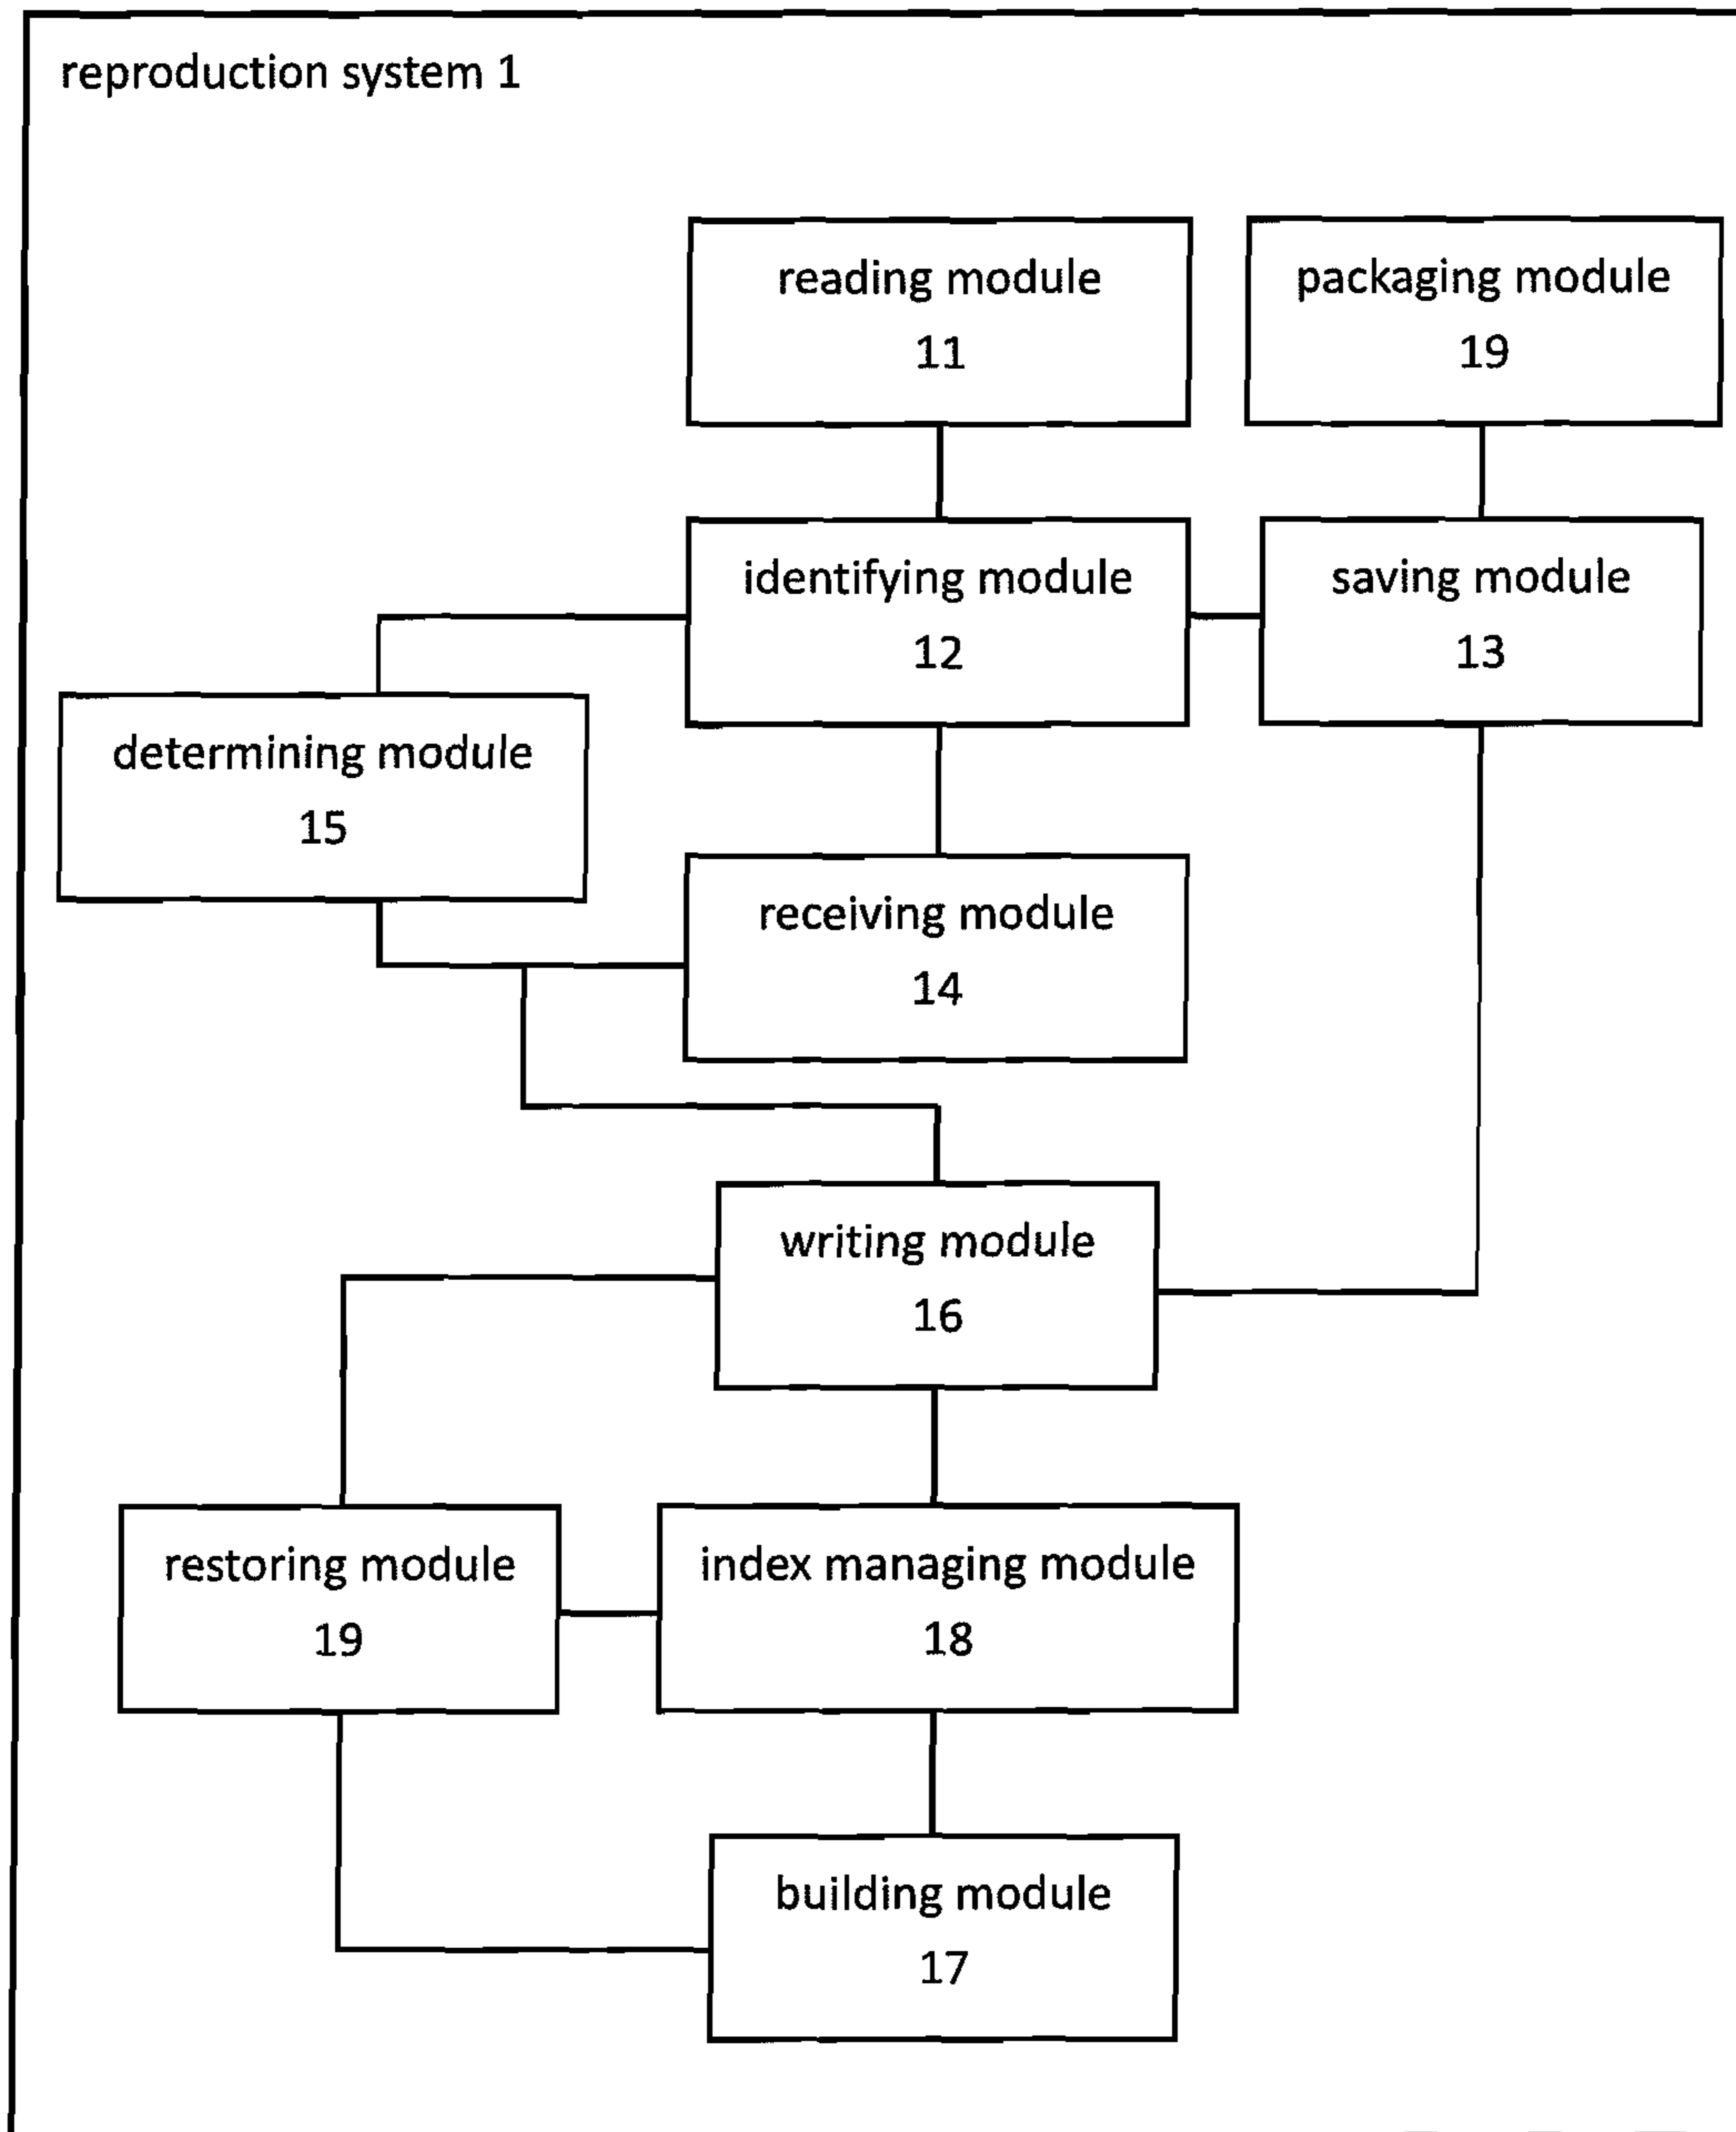 reproduction system 1
reading module
11
packaging module
19
identifying module
12
saving module
13
determining module
15
receiving module
14
writing module
16
restoring module
19
index managing module
18
building module
17